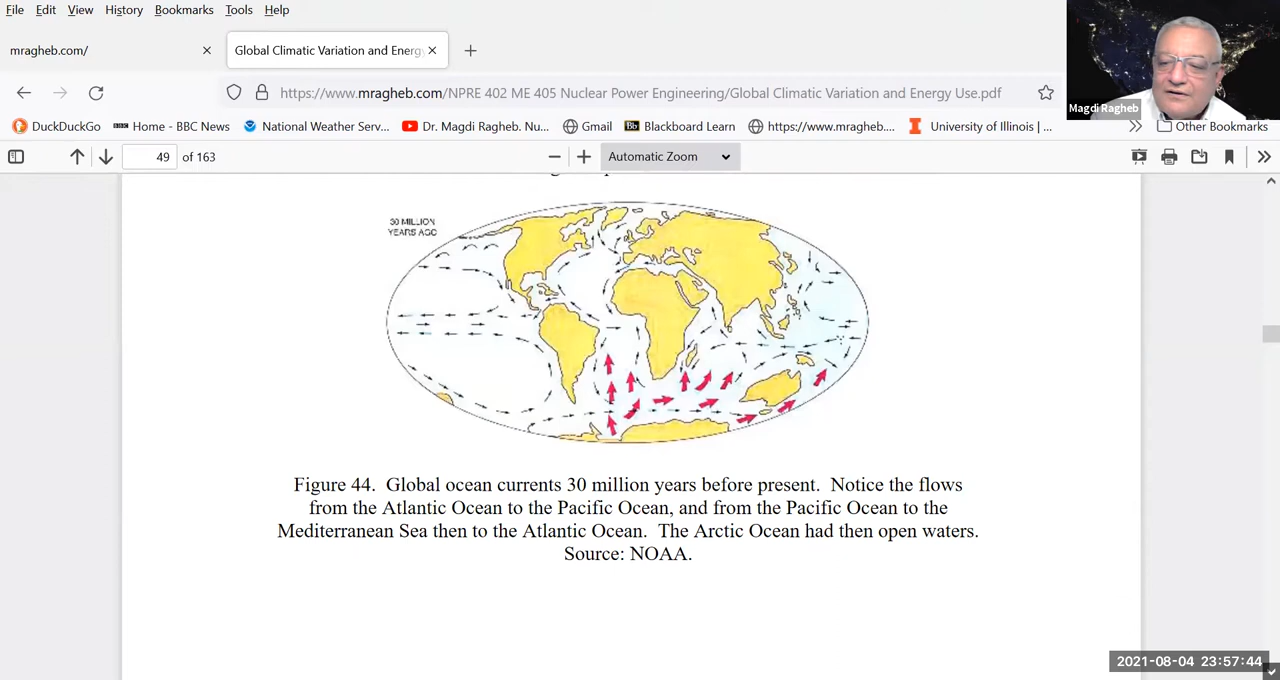 File Edit View History Bookmarks Tools Help
mragheb.com/ × Global Climatic Variation and Energy × +
https://www.mragheb.com/NPRE 402 ME 405 Nuclear Power Engineering/Global Climatic Variation and Energy Use.pdf
Magdi Ragheb
DuckDuckGo BBC Home - BBC News National Weather Serv... Dr. Magdi Ragheb. Nu... Gmail Bb Blackboard Learn https://www.mragheb.... I University of Illinois |... Other Bookmarks
49 of 163 Automatic Zoom
30 MILLION
YEARS AGO
Figure 44. Global ocean currents 30 million years before present. Notice the flows
from the Atlantic Ocean to the Pacific Ocean, and from the Pacific Ocean to the
Mediterranean Sea then to the Atlantic Ocean. The Arctic Ocean had then open waters.
Source: NOAA.
2021-08-04 23:57:44